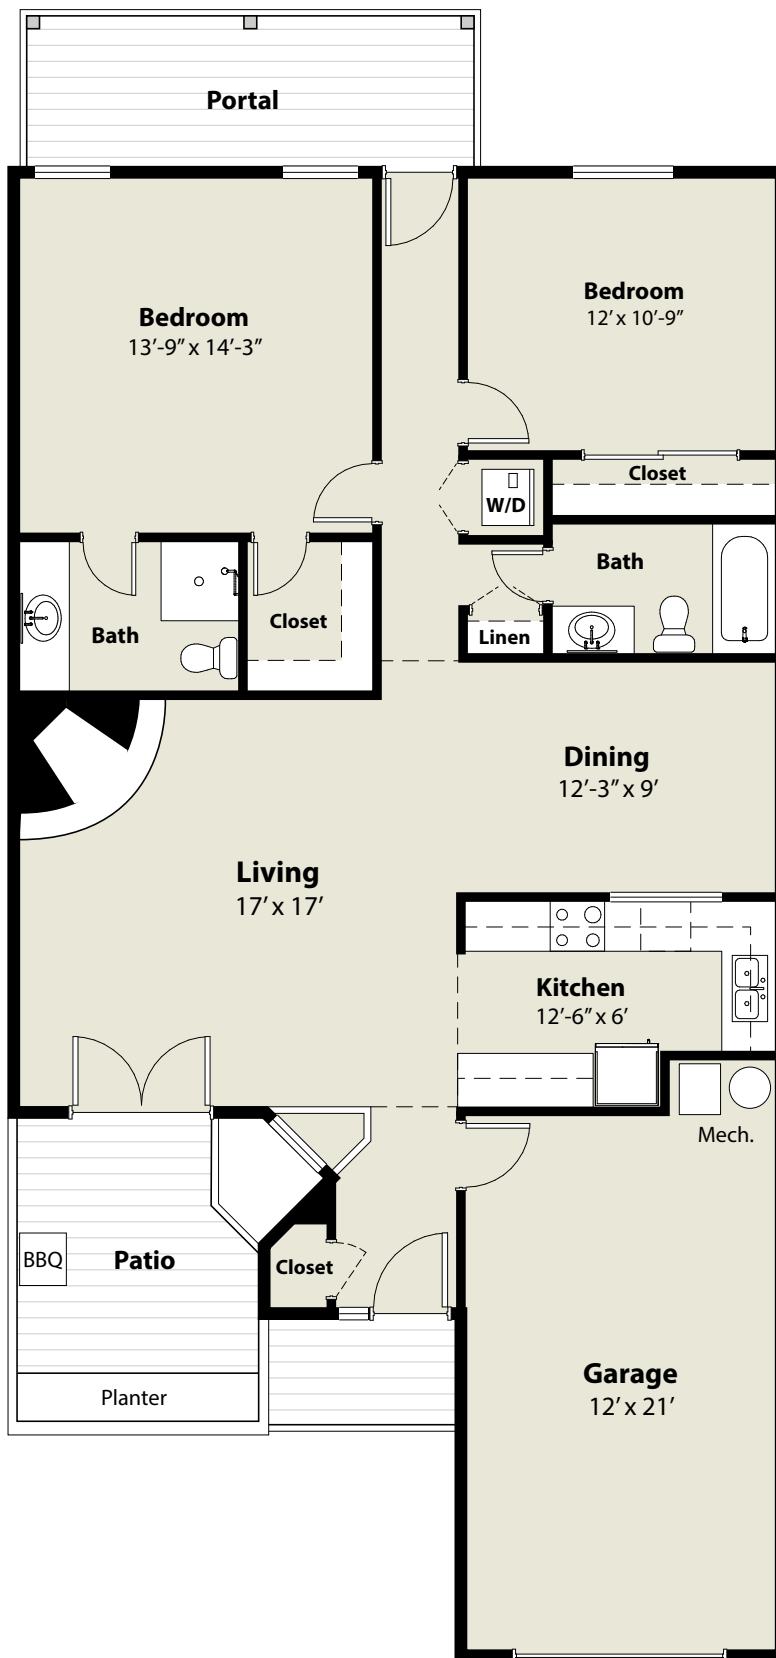 Portal
Bedroom
13’-9” x 14’-3”
Bedroom
12’ x 10’-9”
Closet
W/D
Bath
Closet
Bath
Linen
Dining
12’-3” x 9’
Living
17’ x 17’
Kitchen
12’-6” x 6’
Mech.
BBQ
Patio
Closet
Planter
Garage
12’ x 21’